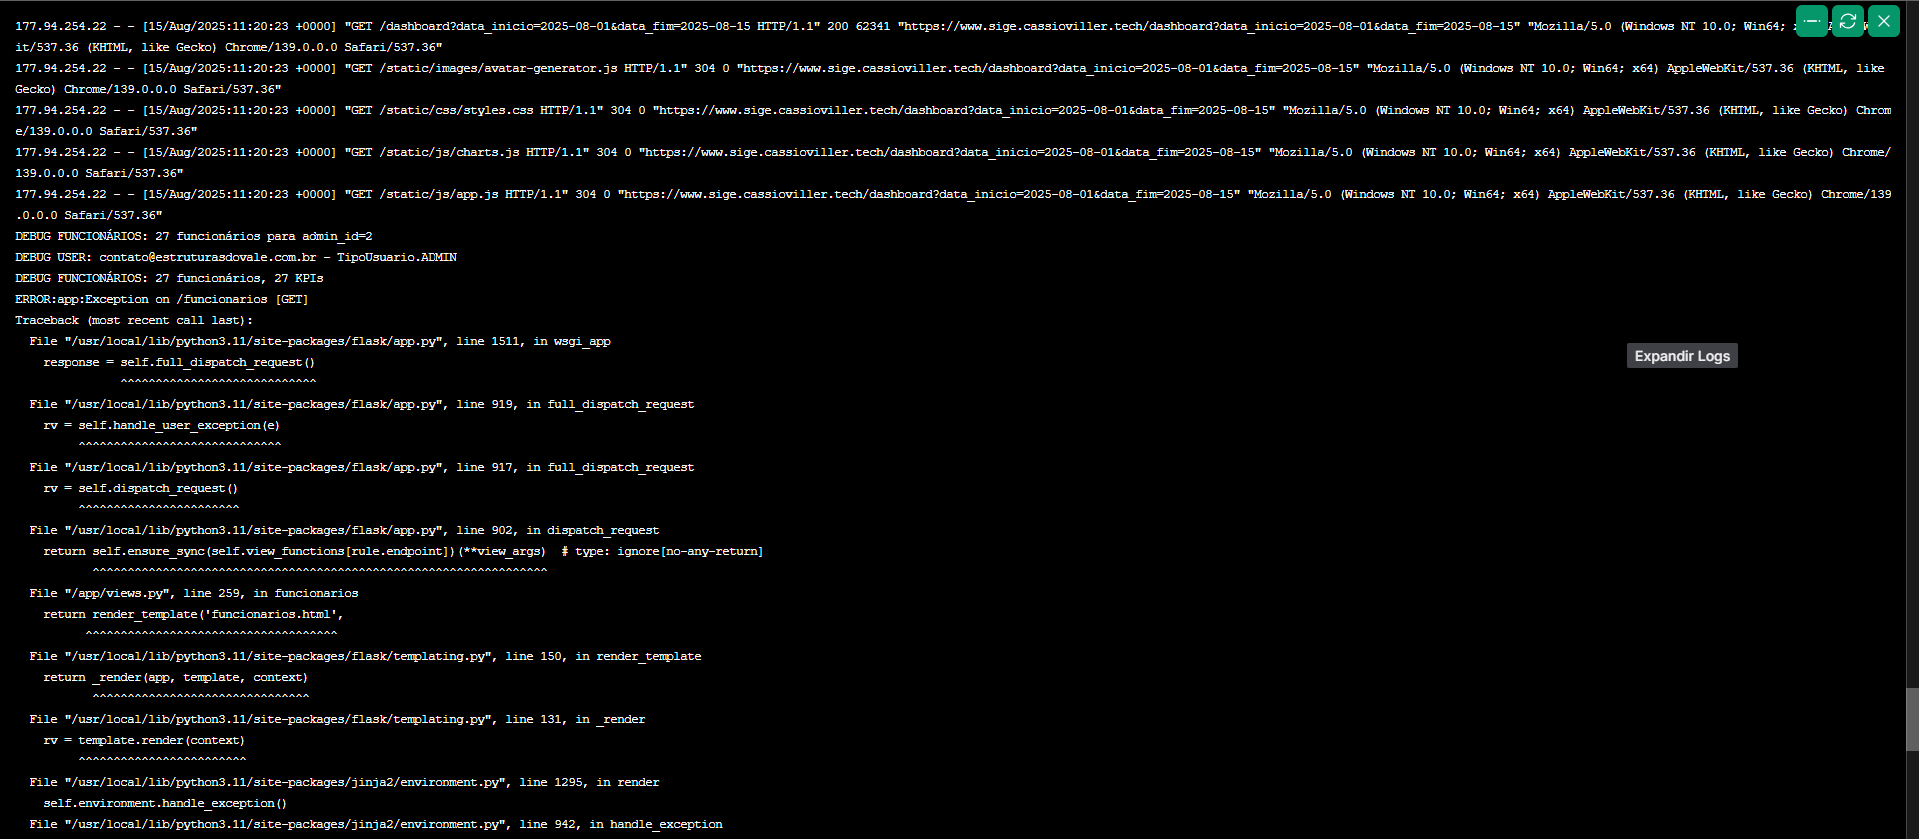 177.94.254.22 - - [15/Aug/2025:11:20:23 +0000] "GET /dashboard?data_inicio=2025-08-01&data_fim=2025-08-15 HTTP/1.1" 200 62341 "https://www.sige.cassioviller.tech/dashboard?data_inicio=2025-08-01&data_fim=2025-08-15" "Mozilla/5.0 (Windows NT 10.0; Win64;
it/537.36 (KHTML, like Gecko) Chrome/139.0.0.0 Safari/537.36"
177.94.254.22 - - [15/Aug/2025:11:20:23 +0000] "GET /static/images/avatar-generator.js HTTP/1.1" 304 0 "https://www.sige.cassioviller.tech/dashboard?data_inicio=2025-08-01&data_fim=2025-08-15" "Mozilla/5.0 (Windows NT 10.0; Win64; x64) AppleWebKit/537.36 (KHTML, like
Gecko) Chrome/139.0.0.0 Safari/537.36"
177.94.254.22 - - [15/Aug/2025:11:20:23 +0000] "GET /static/css/styles.css HTTP/1.1" 304 0 "https://www.sige.cassioviller.tech/dashboard?data_inicio=2025-08-01&data_fim=2025-08-15" "Mozilla/5.0 (Windows NT 10.0; Win64; x64) AppleWebKit/537.36 (KHTML, like Gecko) Chrom
e/139.0.0.0 Safari/537.36"
177.94.254.22 - - [15/Aug/2025:11:20:23 +0000] "GET /static/js/charts.js HTTP/1.1" 304 0 "https://www.sige.cassioviller.tech/dashboard?data_inicio=2025-08-01&data_fim=2025-08-15" "Mozilla/5.0 (Windows NT 10.0; Win64; x64) AppleWebKit/537.36 (KHTML, like Gecko) Chrome/
139.0.0.0 Safari/537.36"
177.94.254.22 - - [15/Aug/2025:11:20:23 +0000] "GET /static/js/app.js HTTP/1.1" 304 0 "https://www.sige.cassioviller.tech/dashboard?data_inicio=2025-08-01&data_fim=2025-08-15" "Mozilla/5.0 (Windows NT 10.0; Win64; x64) AppleWebKit/537.36 (KHTML, like Gecko) Chrome/139
.0.0.0 Safari/537.36"
DEBUG FUNCIONÁRIOS: 27 funcionários para admin_id=2
DEBUG USER: contato@estruturasdovale.com.br - TipoUsuario.ADMIN
DEBUG FUNCIONÁRIOS: 27 funcionários, 27 KPIs
ERROR:app:Exception on /funcionarios [GET]
Traceback (most recent call last):
  File "/usr/local/lib/python3.11/site-packages/flask/app.py", line 1511, in wsgi_app
    response = self.full_dispatch_request()
               ^^^^^^^^^^^^^^^^^^^^^^^^^^^^
  File "/usr/local/lib/python3.11/site-packages/flask/app.py", line 919, in full_dispatch_request
    rv = self.handle_user_exception(e)
         ^^^^^^^^^^^^^^^^^^^^^^^^^^^^^
  File "/usr/local/lib/python3.11/site-packages/flask/app.py", line 917, in full_dispatch_request
    rv = self.dispatch_request()
         ^^^^^^^^^^^^^^^^^^^^^^^
  File "/usr/local/lib/python3.11/site-packages/flask/app.py", line 902, in dispatch_request
    return self.ensure_sync(self.view_functions[rule.endpoint])(**view_args)  # type: ignore[no-any-return]
           ^^^^^^^^^^^^^^^^^^^^^^^^^^^^^^^^^^^^^^^^^^^^^^^^^^^^^^^^^^^^^^^^^
  File "/app/views.py", line 259, in funcionarios
    return render_template('funcionarios.html',
          ^^^^^^^^^^^^^^^^^^^^^^^^^^^^^^^^^^^^
  File "/usr/local/lib/python3.11/site-packages/flask/templating.py", line 150, in render_template
    return _render(app, template, context)
           ^^^^^^^^^^^^^^^^^^^^^^^^^^^^^^^
  File "/usr/local/lib/python3.11/site-packages/flask/templating.py", line 131, in _render
    rv = template.render(context)
         ^^^^^^^^^^^^^^^^^^^^^^^^
  File "/usr/local/lib/python3.11/site-packages/jinja2/environment.py", line 1295, in render
    self.environment.handle_exception()
  File "/usr/local/lib/python3.11/site-packages/jinja2/environment.py", line 942, in handle_exception
Expandir Logs